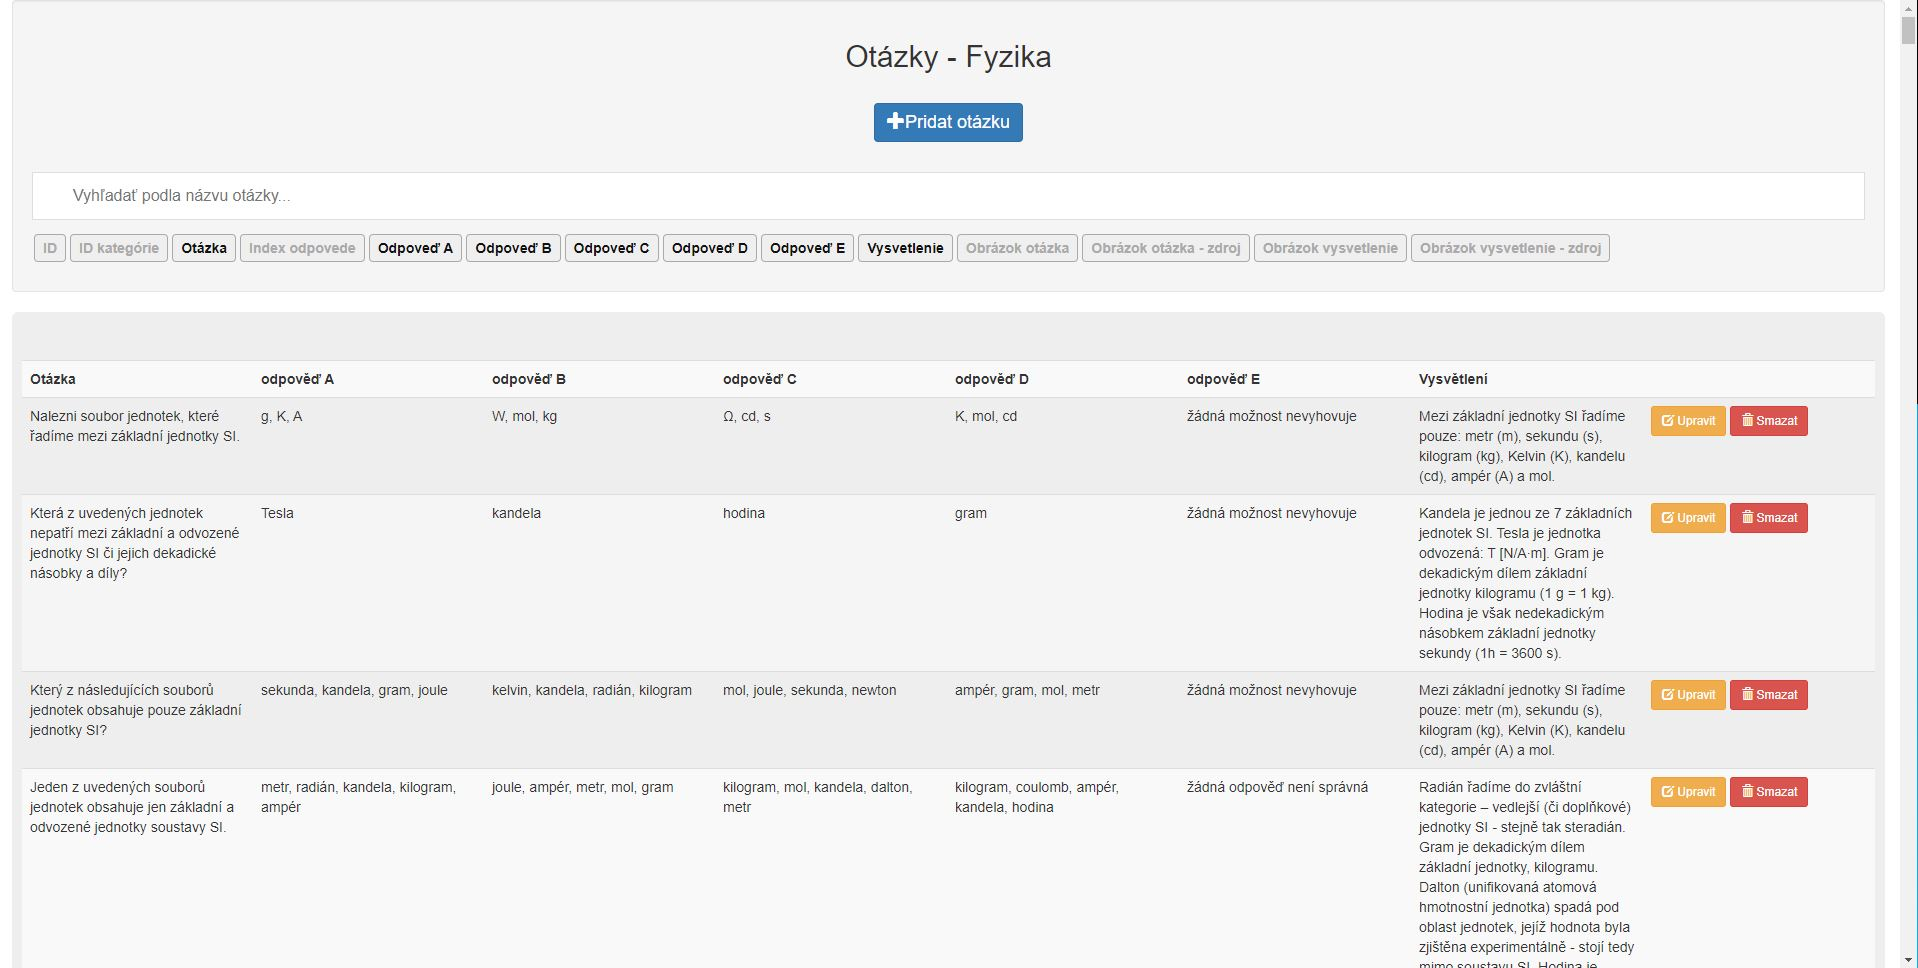 Otázky - Fyzika
Pridat otázku
Vyhľadať podla názvu otázky...
ID ID kategórie Otázka Index odpovede Odpoveď A Odpoveď B Odpoveď C Odpoveď D Odpoveď E Vysvetlenie Obrázok otázka Obrázok otázka - zdroj Obrázok vysvetlenie Obrázok vysvetlenie - zdroj
Otázka odpověď A odpověď B odpověď C odpověď D odpověď E Vysvětlení
Nalezni soubor jednotek, které
řadíme mezi základní jednotky SI.
g, K, A
W, mol, kg
Ω, cd, s
K, mol, cd
žádná možnost nevyhovuje
Mezi základní jednotky SI řadíme
pouze: metr (m), sekundu (s),
kilogram (kg), Kelvin (K), kandelu
(cd), ampér (A) a mol.
Upravit Smazat
Která z uvedených jednotek
nepatří mezi základní a odvozené
jednotky SI či jejich dekadické
násobky a díly?
Tesla
kandela
hodina
gram
žádná možnost nevyhovuje
Kandela je jednou ze 7 základních
jednotek SI. Tesla je jednotka
odvozená: T [N/A·m]. Gram je
dekadickým dílem základní
jednotky kilogramu (1 g = 1 kg).
Hodina je však nedekadickým
násobkem základní jednotky
sekundy (1h = 3600 s).
Upravit Smazat
Který z následujících souborů
jednotek obsahuje pouze základní
jednotky SI?
sekunda, kandela, gram, joule
kelvin, kandela, radián, kilogram
mol, joule, sekunda, newton
ampér, gram, mol, metr
žádná možnost nevyhovuje
Mezi základní jednotky SI řadíme
pouze: metr (m), sekundu (s),
kilogram (kg), Kelvin (K), kandelu
(cd), ampér (A) a mol.
Upravit Smazat
Jeden z uvedených souborů
jednotek obsahuje jen základní a
odvozené jednotky soustavy SI.
metr, radián, kandela, kilogram,
ampér
joule, ampér, metr, mol, gram
kilogram, mol, kandela, dalton,
metr
kilogram, coulomb, ampér,
kandela, hodina
žádná odpověď není správná
Radián řadíme do zvláštní
kategorie – vedlejší (či doplňkové)
jednotky SI - stejně tak steradián.
Gram je dekadickým dílem
základní jednotky, kilogramu.
Dalton (unifikovaná atomová
hmotnostní jednotka) spadá pod
oblast jednotek, jejíž hodnota byla
zjištěna experimentálně - stojí tedy
mimo soustavu SI. Hodina je
Upravit Smazat